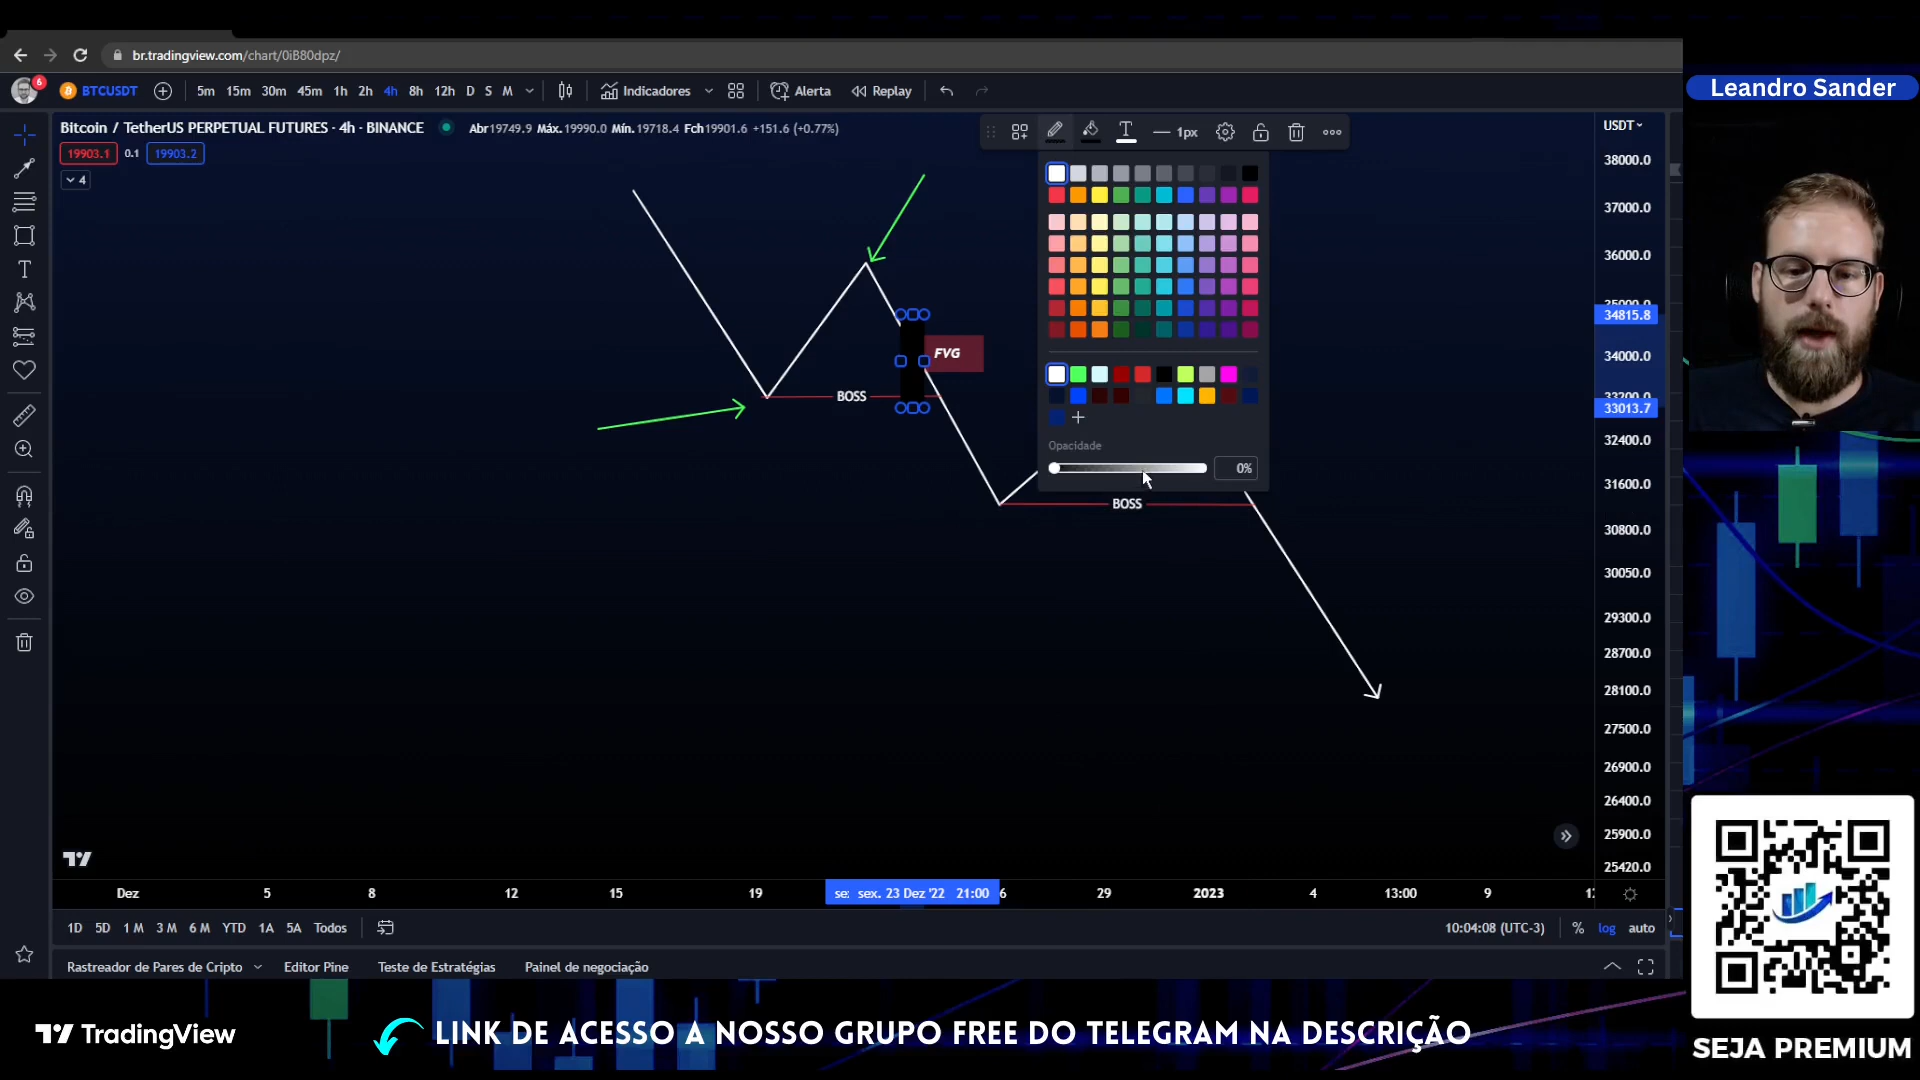 br.tradingview.com/chart/0iB80dpz/
Leandro Sander
6
BTCUSDT
5m 15m 30m 45m 1h 2h 4h 8h 12h D S M
Indicadores
Alerta
Replay
Bitcoin / TetherUS PERPETUAL FUTURES · 4h · BINANCE
Abr19749.9 Máx.19990.0 Mín.19718.4 Fch19901.6 +151.6 (+0.77%)
1px
USDT
19903.1 0.1 19903.2
4
38000.0
37000.0
36000.0
34815.8
34000.0
33013.7
32400.0
31600.0
30800.0
30050.0
29300.0
28700.0
28100.0
27500.0
26900.0
26400.0
25900.0
25420.0
FVG
BOSS
Opacidade
0%
BOSS
Dez 5 8 12 15 19 sex. 23 Dez '22 21:00 6 29 2023 4 13:00 9
1D 5D 1M 3M 6M YTD 1A 5A Todos
10:04:08 (UTC-3) % log auto
Rastreador de Pares de Cripto Editor Pine Teste de Estratégias Painel de negociação
TradingView
LINK DE ACESSO A NOSSO GRUPO FREE DO TELEGRAM NA DESCRIÇÃO
SEJA PREMIUM